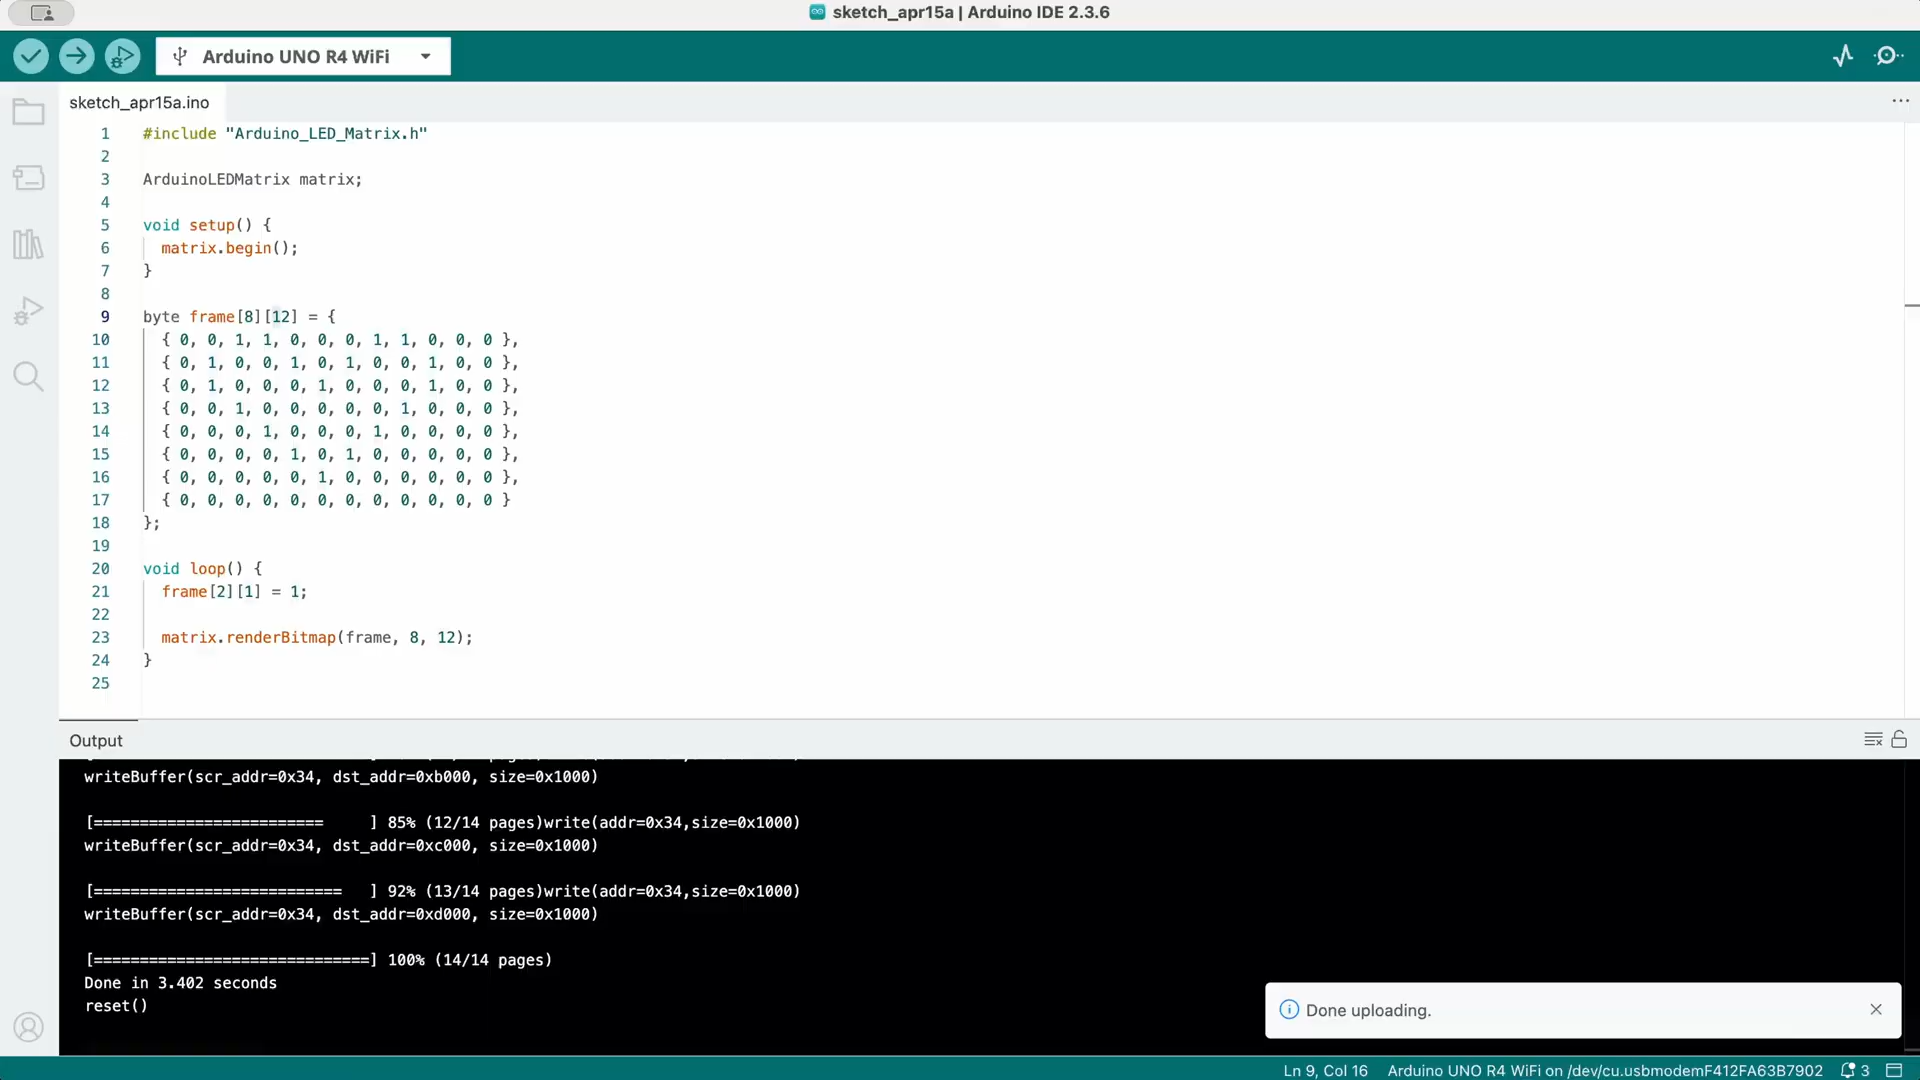 sketch_apr15a | Arduino IDE 2.3.6
Arduino UNO R4 WiFi
sketch_apr15a.ino
1 #include "Arduino_LED_Matrix.h"
2
3 ArduinoLEDMatrix matrix;
4
5 void setup() {
6 matrix.begin();
7 }
8
9 byte frame[8][12] = {
10 { 0, 0, 1, 1, 0, 0, 0, 1, 1, 0, 0, 0 },
11 { 0, 1, 0, 0, 1, 0, 1, 0, 0, 1, 0, 0 },
12 { 0, 1, 0, 0, 0, 1, 0, 0, 0, 1, 0, 0 },
13 { 0, 0, 1, 0, 0, 0, 0, 0, 1, 0, 0, 0 },
14 { 0, 0, 0, 1, 0, 0, 0, 1, 0, 0, 0, 0 },
15 { 0, 0, 0, 0, 1, 0, 1, 0, 0, 0, 0, 0 },
16 { 0, 0, 0, 0, 0, 1, 0, 0, 0, 0, 0, 0 },
17 { 0, 0, 0, 0, 0, 0, 0, 0, 0, 0, 0, 0 }
18 };
19
20 void loop() {
21 frame[2][1] = 1;
22
23 matrix.renderBitmap(frame, 8, 12);
24 }
25
Output
writeBuffer(scr_addr=0x34, dst_addr=0xb000, size=0x1000)
[========================= ] 85% (12/14 pages)write(addr=0x34,size=0x1000)
writeBuffer(scr_addr=0x34, dst_addr=0xc000, size=0x1000)
[=========================== ] 92% (13/14 pages)write(addr=0x34,size=0x1000)
writeBuffer(scr_addr=0x34, dst_addr=0xd000, size=0x1000)
[==============================] 100% (14/14 pages)
Done in 3.402 seconds
reset()
Done uploading.
Ln 9, Col 16 Arduino UNO R4 WiFi on /dev/cu.usbmodemF412FA63B7902 3